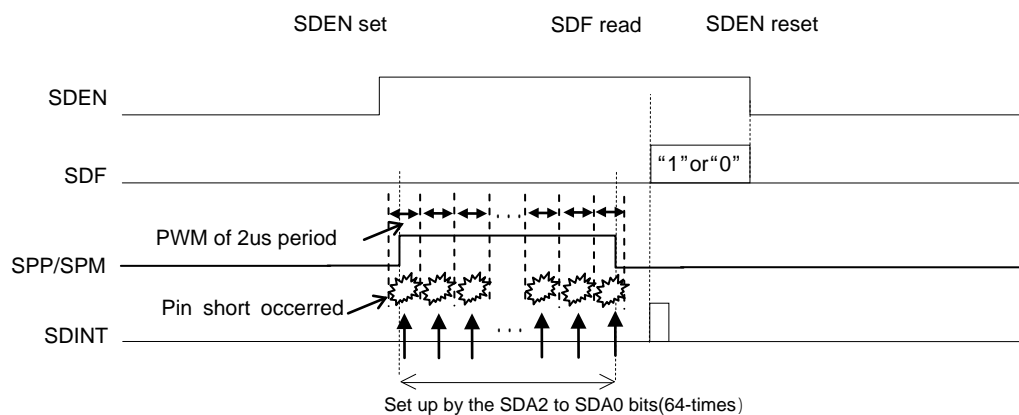 SDEN set SDF read SDEN reset
SDEN
SDF
“1”or“0”
PWM of 2us period
. . .
SPP/SPM
Pin short occurred
SDINT
. . .
Set up by the SDA2 to SDA0 bits(64-times)